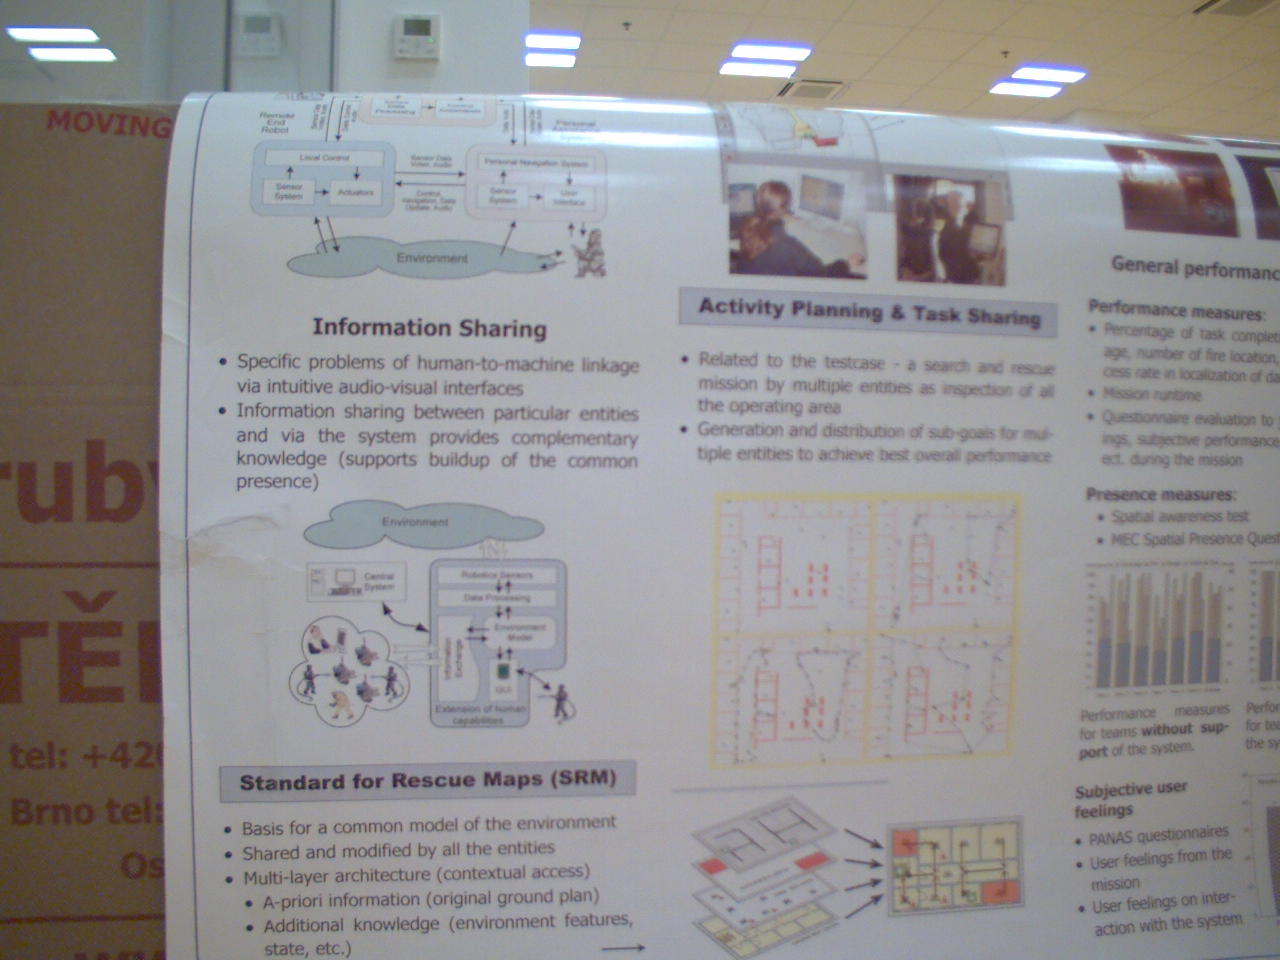 MOVING
ruby
TĚ
tel: +420
Brno tel:
Os
Remote
End
Robot
Local Control
Sensor
System
Actuators
Sensor Data
Video, Audio
Control,
navigation, Data
Update, Audio
Personal
Personal Navigation System
Sensor
System
User
Interface
Environment
Information Sharing
• Specific problems of human-to-machine linkage
via intuitive audio-visual interfaces
• Information sharing between particular entities
and via the system provides complementary
knowledge (supports buildup of the common
presence)
Environment
Central
System
Robotics Sensors
Data Processing
Environment
Model
Information
Exchange
GUI
Extension of Human
capabilities
Standard for Rescue Maps (SRM)
• Basis for a common model of the environment
• Shared and modified by all the entities
• Multi-layer architecture (contextual access)
• A-priori information (original ground plan)
• Additional knowledge (environment features,
state, etc.)
Activity Planning & Task Sharing
• Related to the testcase - a search and rescue
mission by multiple entities as inspection of all
the operating area
• Generation and distribution of sub-goals for mul-
tiple entities to achieve best overall performance
General performanc
Performance measures:
• Percentage of task complet
age, number of fire location,
cess rate in localization of da
• Mission runtime
• Questionnaire evaluation to
ings, subjective performance
ect. during the mission
Presence measures:
• Spatial awareness test
• MEC Spatial Presence Quest
Performance measures
for teams without sup-
port of the system.
Perfor
for tea
the sy
Subjective user
feelings
• PANAS questionnaires
• User feelings from the
mission
• User feelings on inter-
action with the system